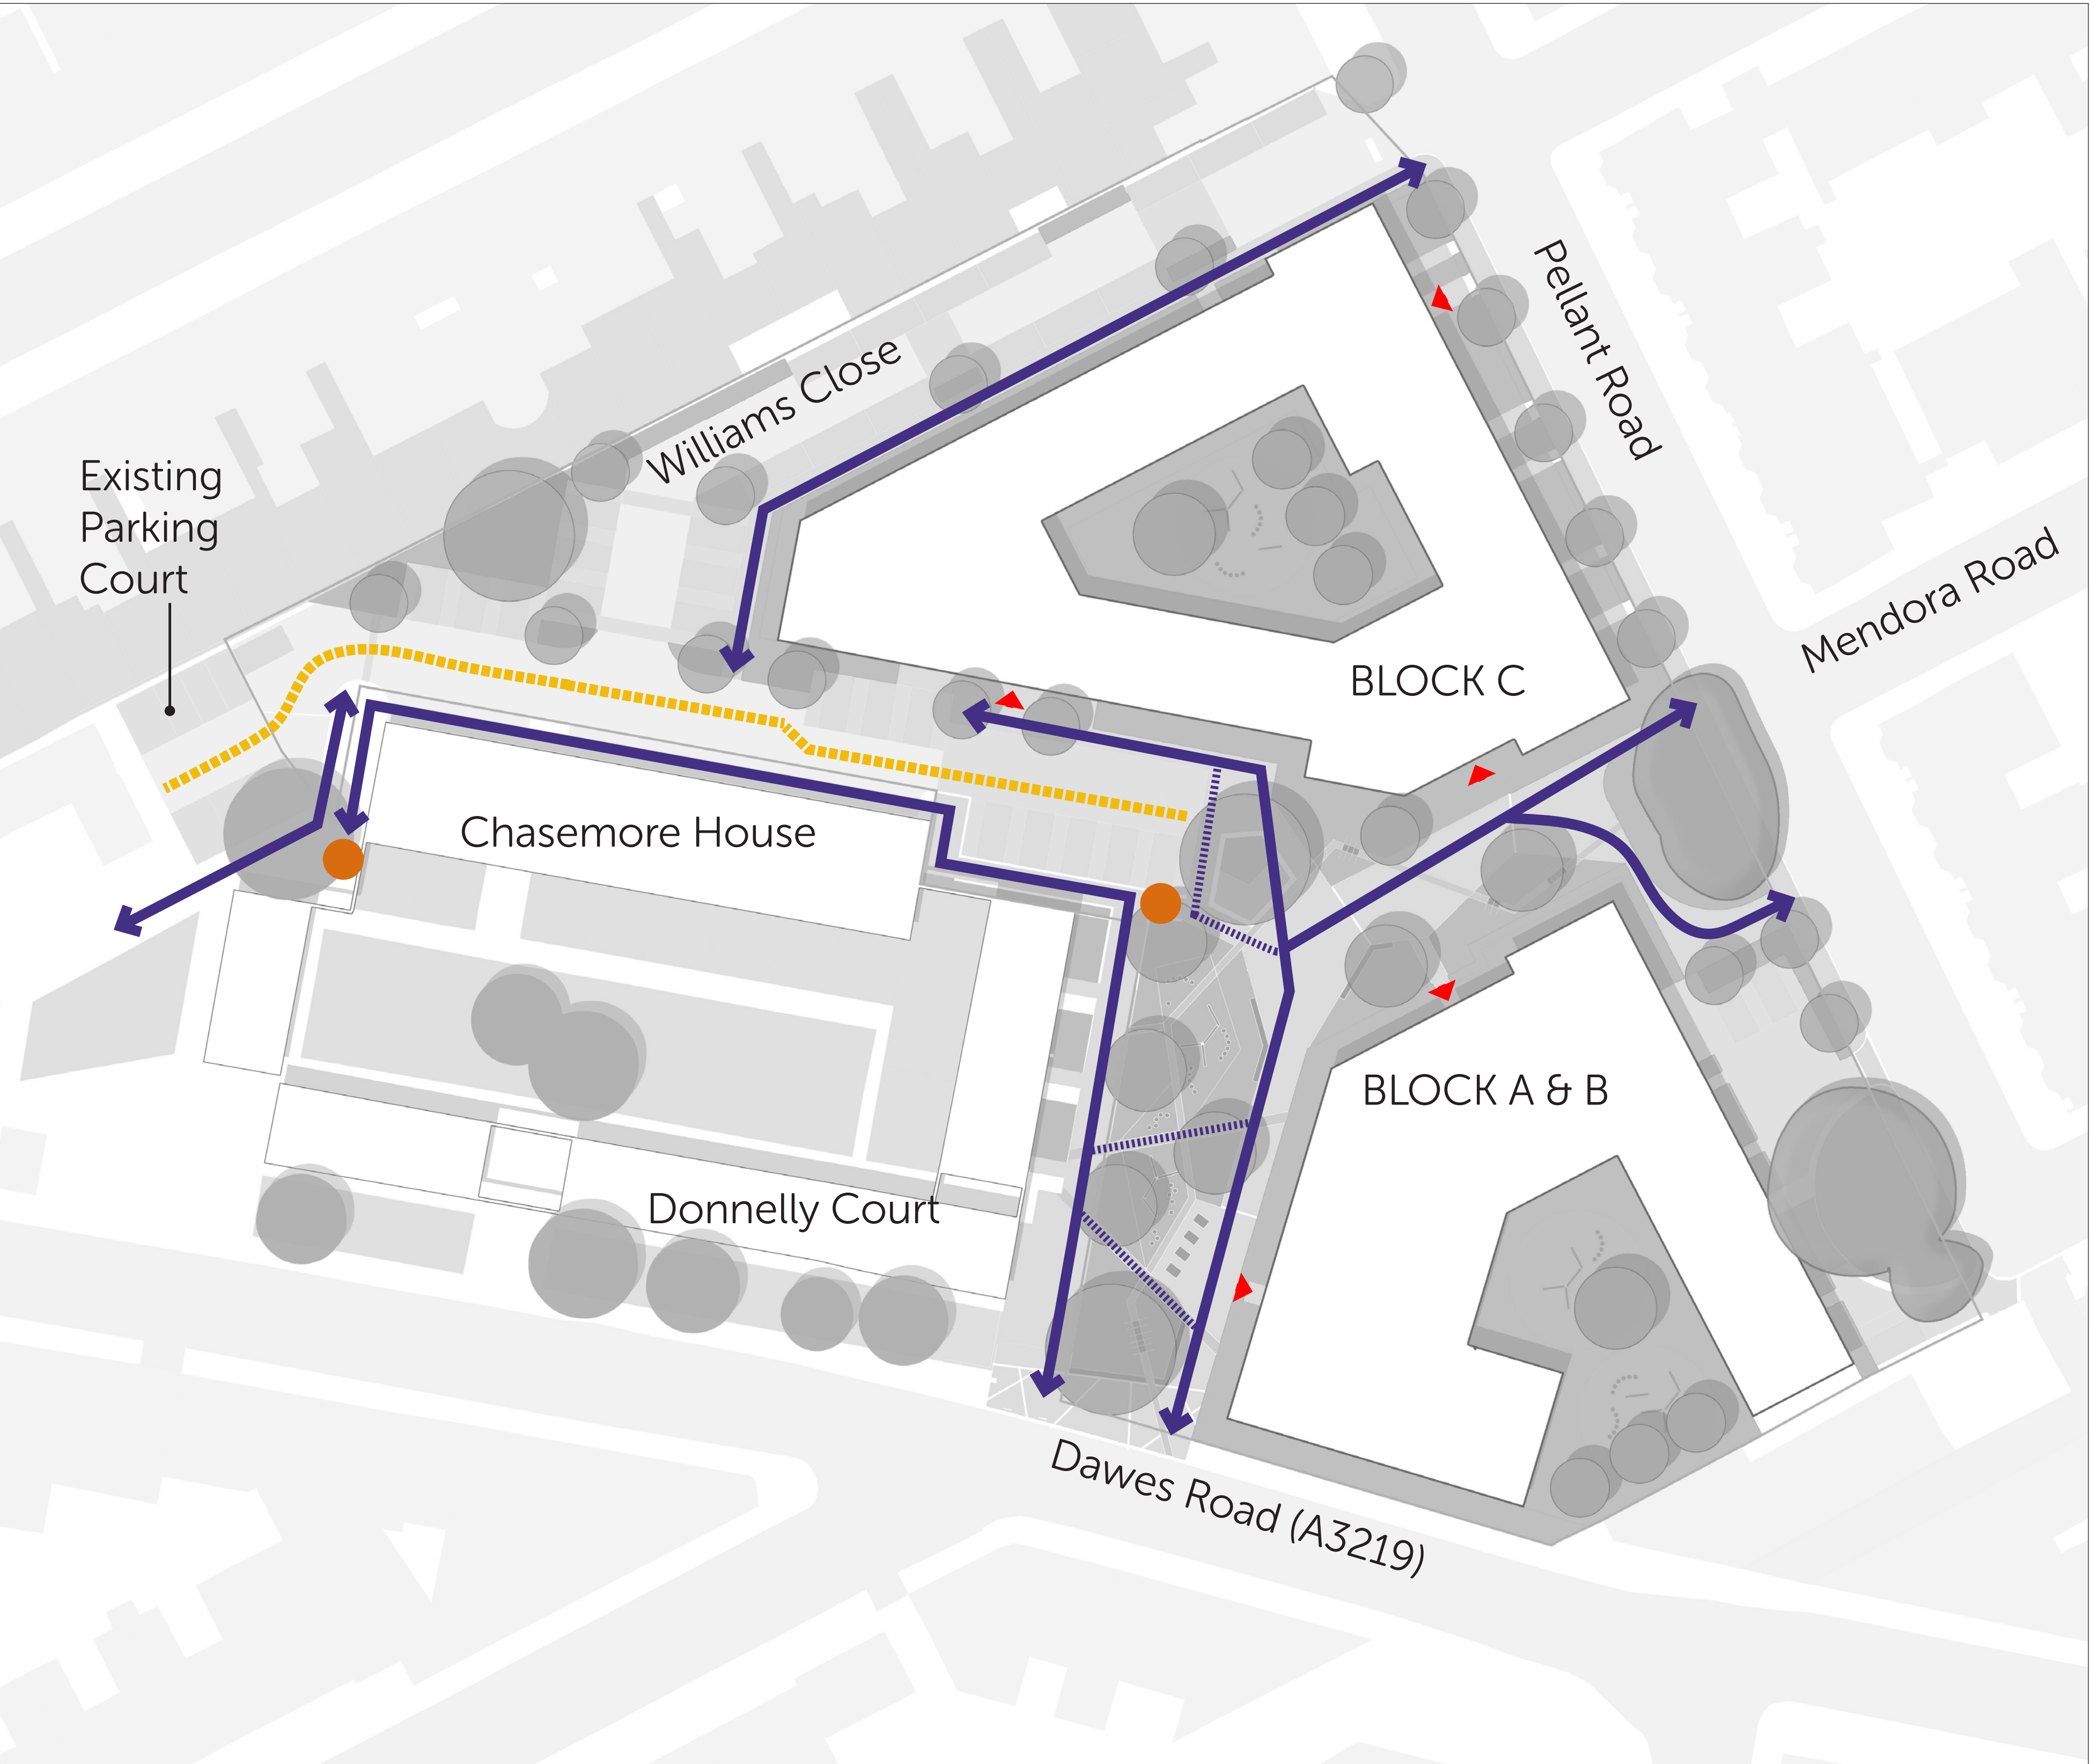 Pellant Road
Williams Close
Existing
Parking
Court
Mendora Road
BLOCK C
Chasemore House
BLOCK A & B
Donnelly Court
Dawes Road (A3219)